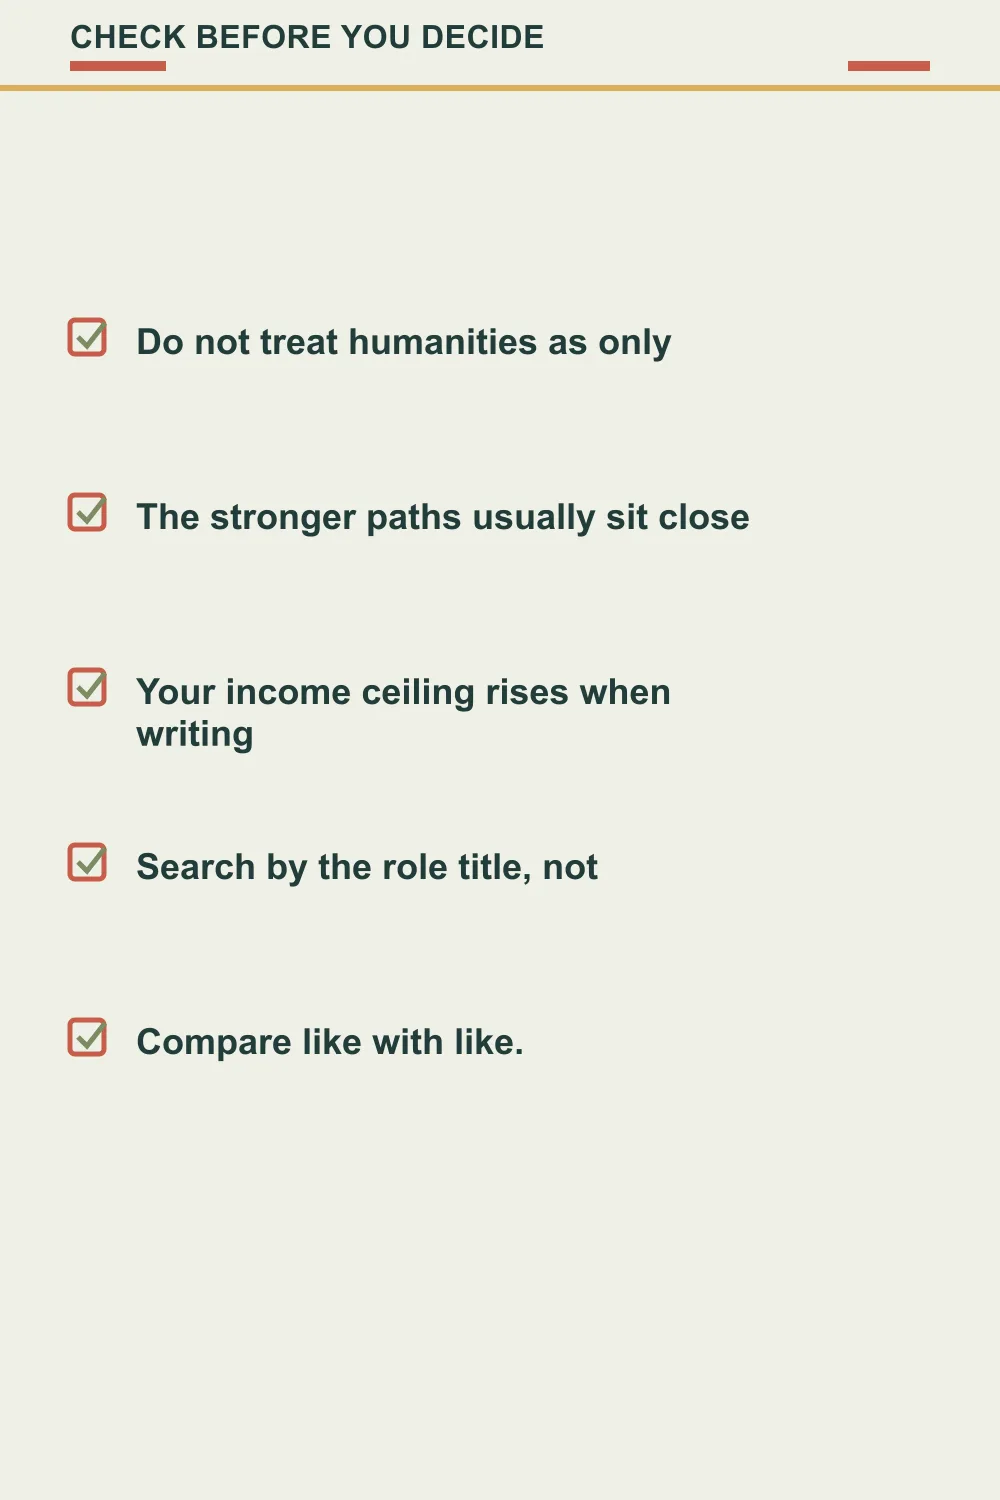 CHECK BEFORE YOU DECIDE
Do not treat humanities as only
The stronger paths usually sit close
Your income ceiling rises when
writing
Search by the role title, not
Compare like with like.